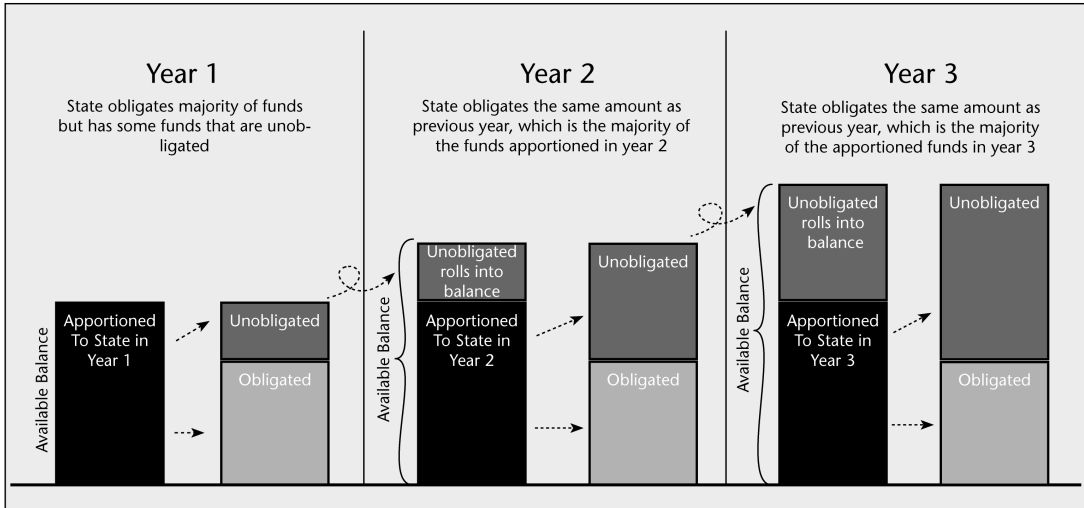 Year 1
State obligates majority of funds
but has some funds that are unob-
ligated
Available Balance
Apportioned
To State in
Year 1
Unobligated
Obligated
Year 2
State obligates the same amount as
previous year, which is the majority of
the funds apportioned in year 2
Available Balance
Unobligated
rolls into
balance
Apportioned
To State in
Year 2
Unobligated
Obligated
Year 3
State obligates the same amount as
previous year, which is the majority
of the apportioned funds in year 3
Available Balance
Unobligated
rolls into
balance
Apportioned
To State in
Year 3
Unobligated
Obligated